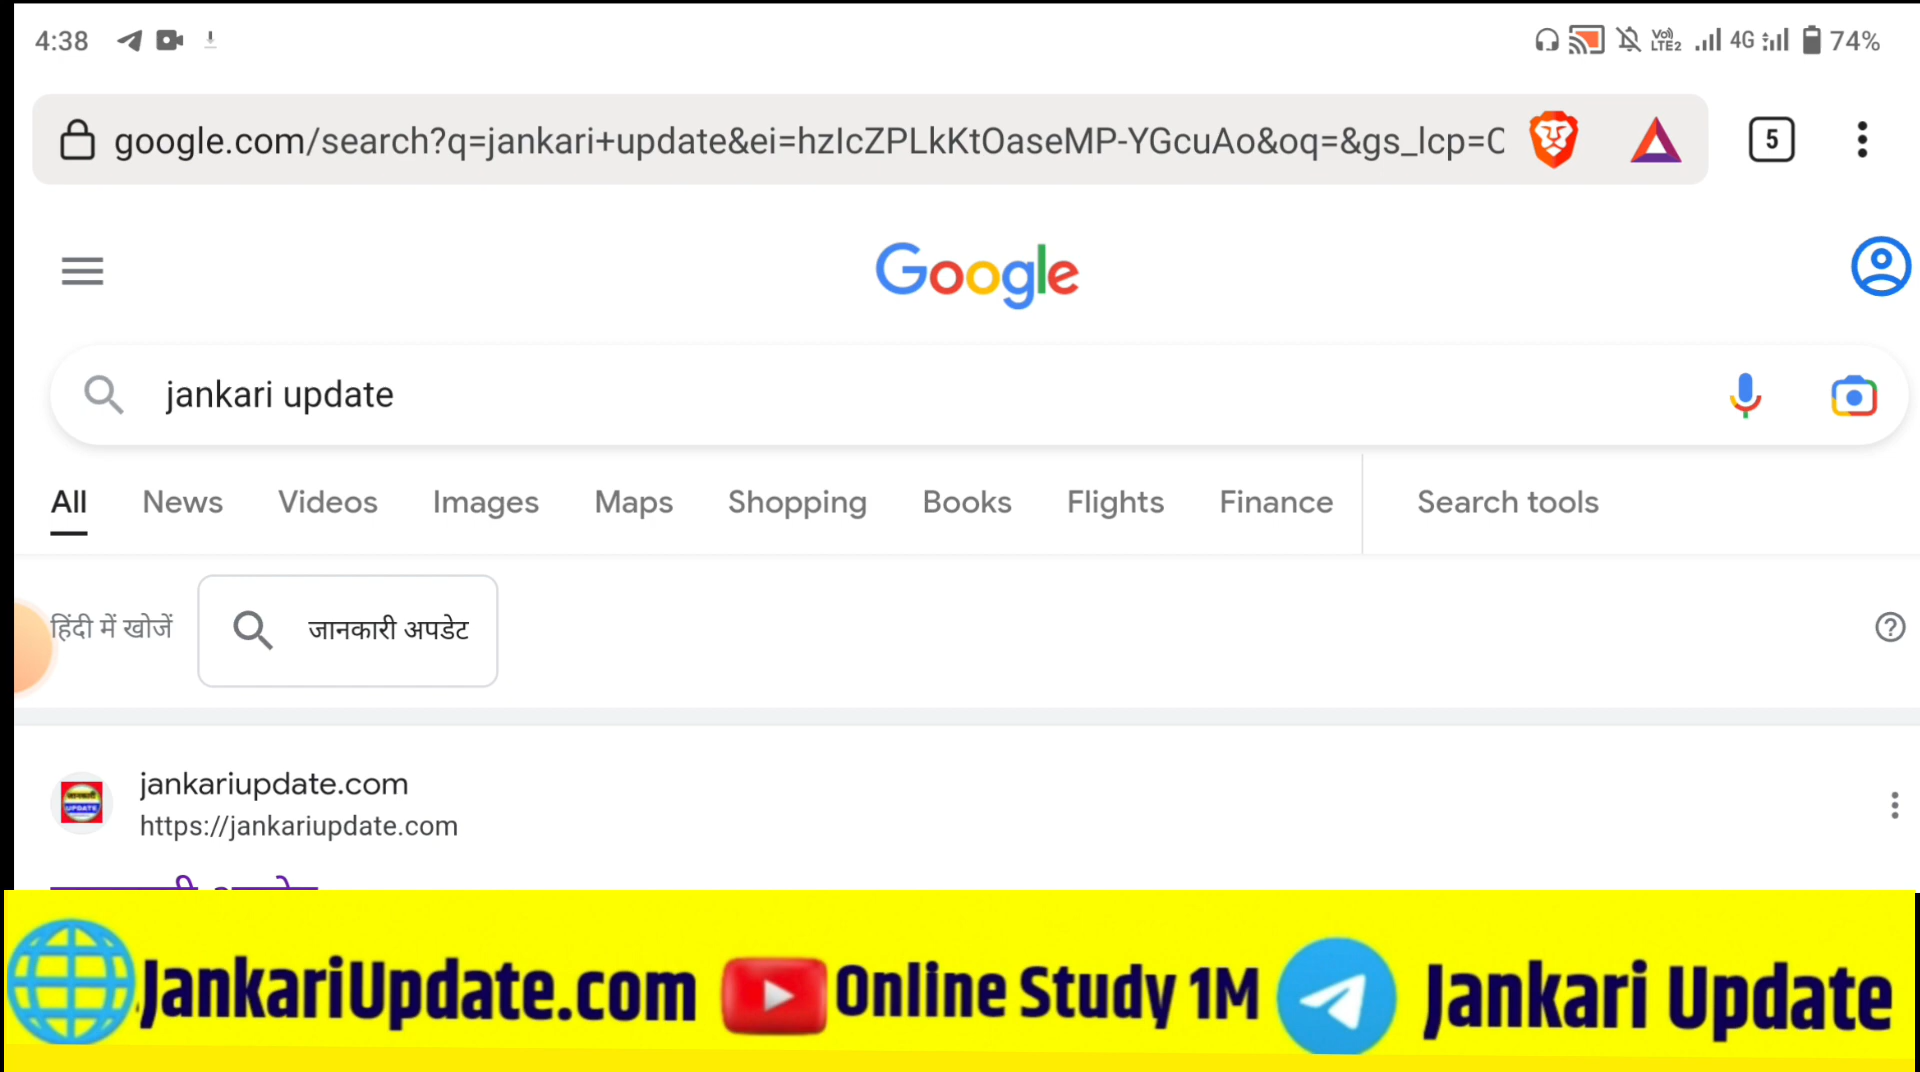 4:38
VoLTE2 4G 74%
google.com/search?q=jankari+update&ei=hzIcZPLkKtOaseMP-YGcuAo&oq=&gs_lcp=C
5
Google
jankari update
All News Videos Images Maps Shopping Books Flights Finance Search tools
हिंदी में खोजें जानकारी अपडेट
jankariupdate.com
https://jankariupdate.com
JankariUpdate.com Online Study 1M Jankari Update